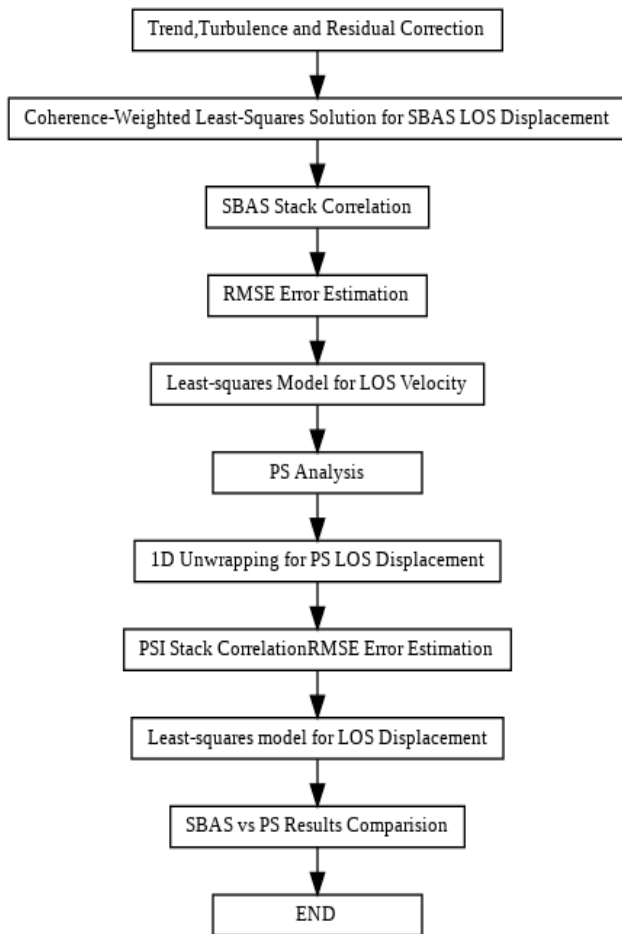 Trend,Turbulence and Residual Correction
Coherence-Weighted Least-Squares Solution for SBAS LOS Displacement
SBAS Stack Correlation
RMSE Error Estimation
Least-squares Model for LOS Velocity
PS Analysis
1D Unwrapping for PS LOS Displacement
PSI Stack CorrelationRMSE Error Estimation
Least-squares model for LOS Displacement
SBAS vs PS Results Comparision
END